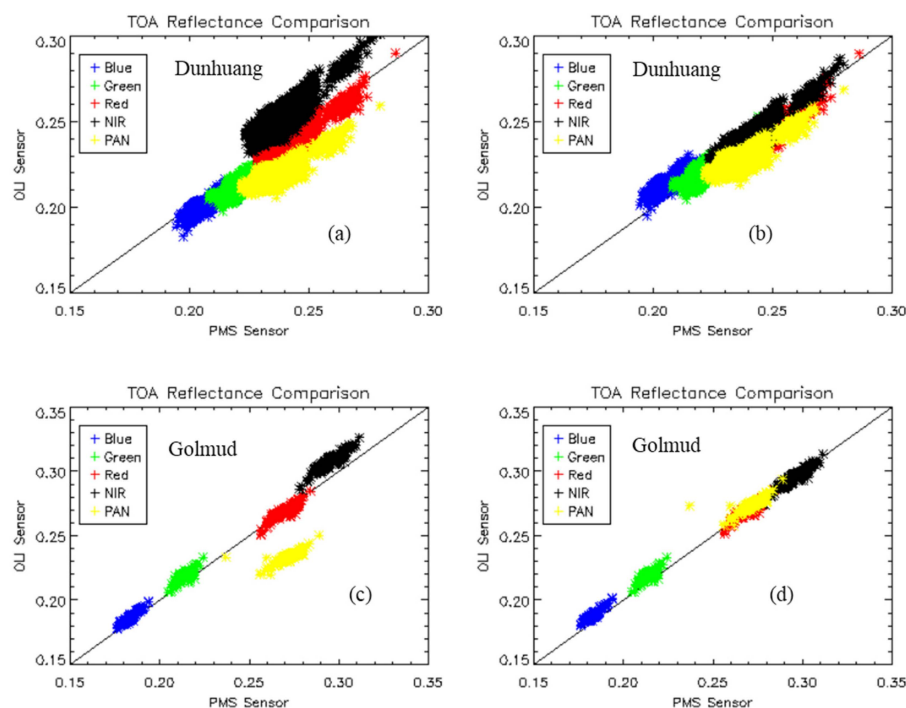 TOA Reflectance Comparison
0.30
0.25
0.20
0.15
OLI Sensor
Blue
Green
Red
NIR
PAN
Dunhuang
(a)
0.15 0.20 0.25 0.30
PMS Sensor
TOA Reflectance Comparison
0.30
0.25
0.20
0.15
OLI Sensor
Blue
Green
Red
NIR
PAN
Dunhuang
(b)
0.15 0.20 0.25 0.30
PMS Sensor
TOA Reflectance Comparison
0.35
0.30
0.25
0.20
0.15
OLI Sensor
Blue
Green
Red
NIR
PAN
Golmud
(c)
0.15 0.20 0.25 0.30 0.35
PMS Sensor
TOA Reflectance Comparison
0.35
0.30
0.25
0.20
0.15
OLI Sensor
Blue
Green
Red
NIR
PAN
Golmud
(d)
0.15 0.20 0.25 0.30 0.35
PMS Sensor